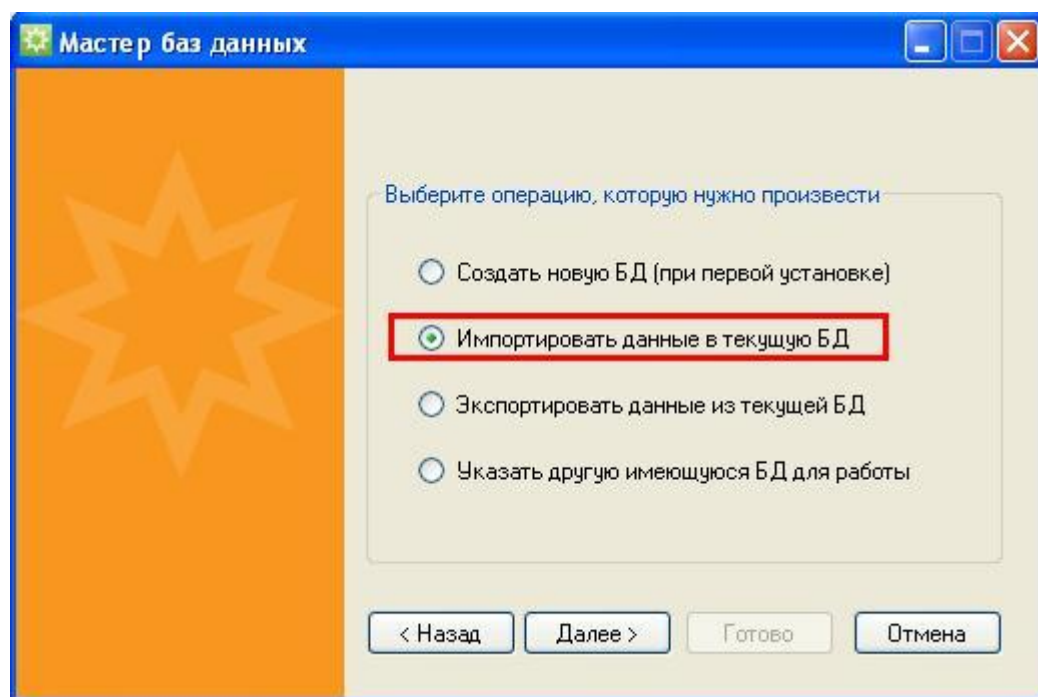 Мастер баз данных
Выберите операцию, которую нужно произвести
Создать новую БД (при первой установке)
Импортировать данные в текущую БД
Экспортировать данные из текущей БД
Указать другую имеющуюся БД для работы
< Назад Далее > Готово Отмена